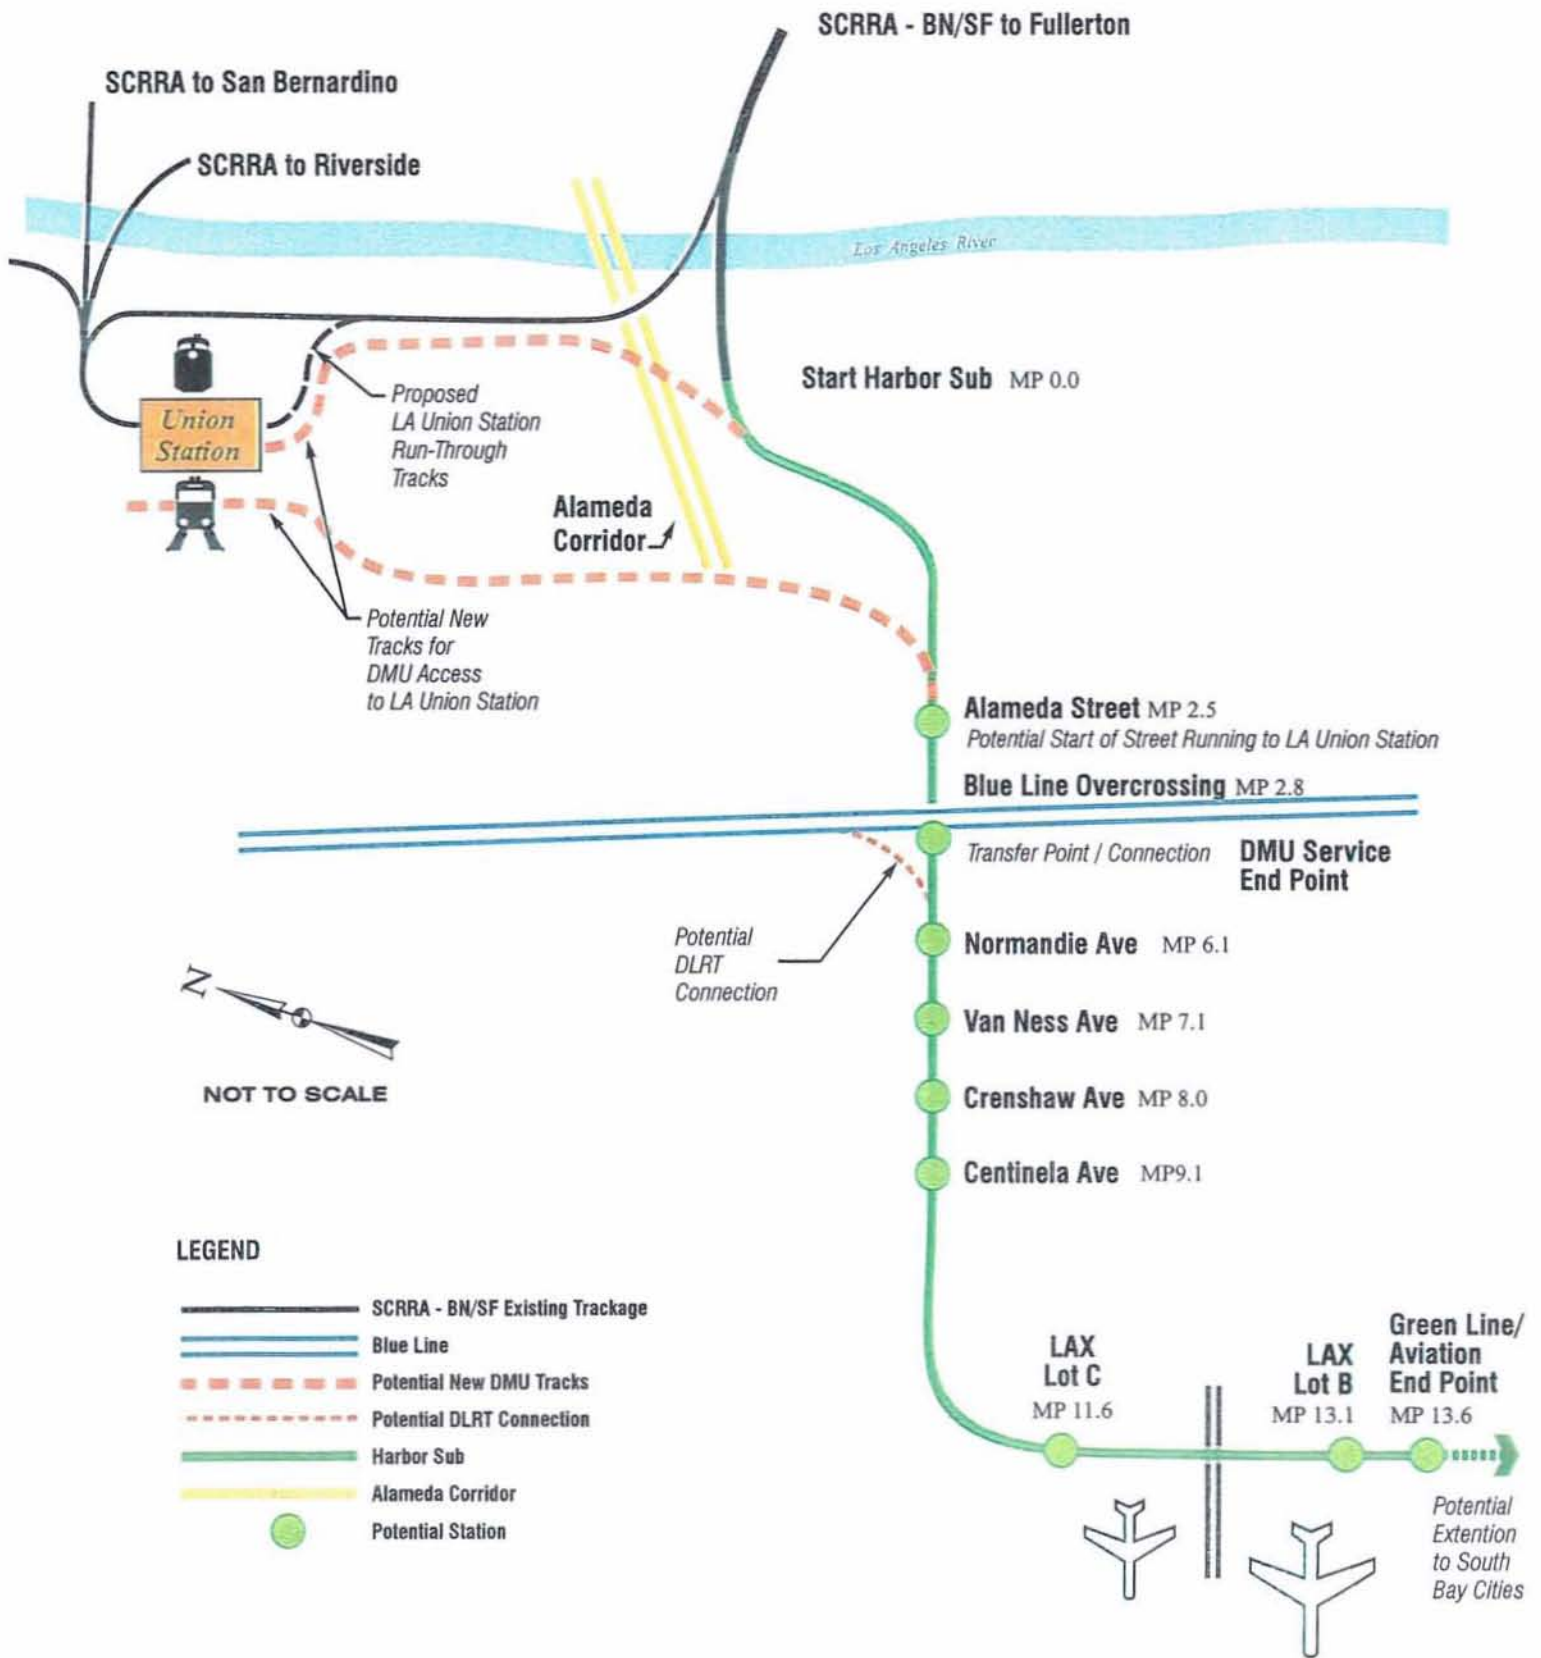 SCRRA - BN/SF to Fullerton
SCRRA to San Bernardino
SCRRA to Riverside
Los Angeles River
Start Harbor Sub MP 0.0
Proposed
LA Union Station
Run-Through
Tracks
Union
Station
Alameda
Corridor
Potential New
Tracks for
DMU Access
to LA Union Station
Alameda Street MP 2.5
Potential Start of Street Running to LA Union Station
Blue Line Overcrossing MP 2.8
Transfer Point / Connection
DMU Service
End Point
Potential
DLRT
Connection
Normandie Ave MP 6.1
N
Van Ness Ave MP 7.1
NOT TO SCALE
Crenshaw Ave MP 8.0
Centinela Ave MP9.1
LEGEND
SCRRA - BN/SF Existing Trackage
Blue Line
Potential New DMU Tracks
Potential DLRT Connection
Harbor Sub
Alameda Corridor
Potential Station
LAX
Lot C
MP 11.6
LAX
Lot B
MP 13.1
Green Line/
Aviation
End Point
MP 13.6
Potential
Extention
to South
Bay Cities